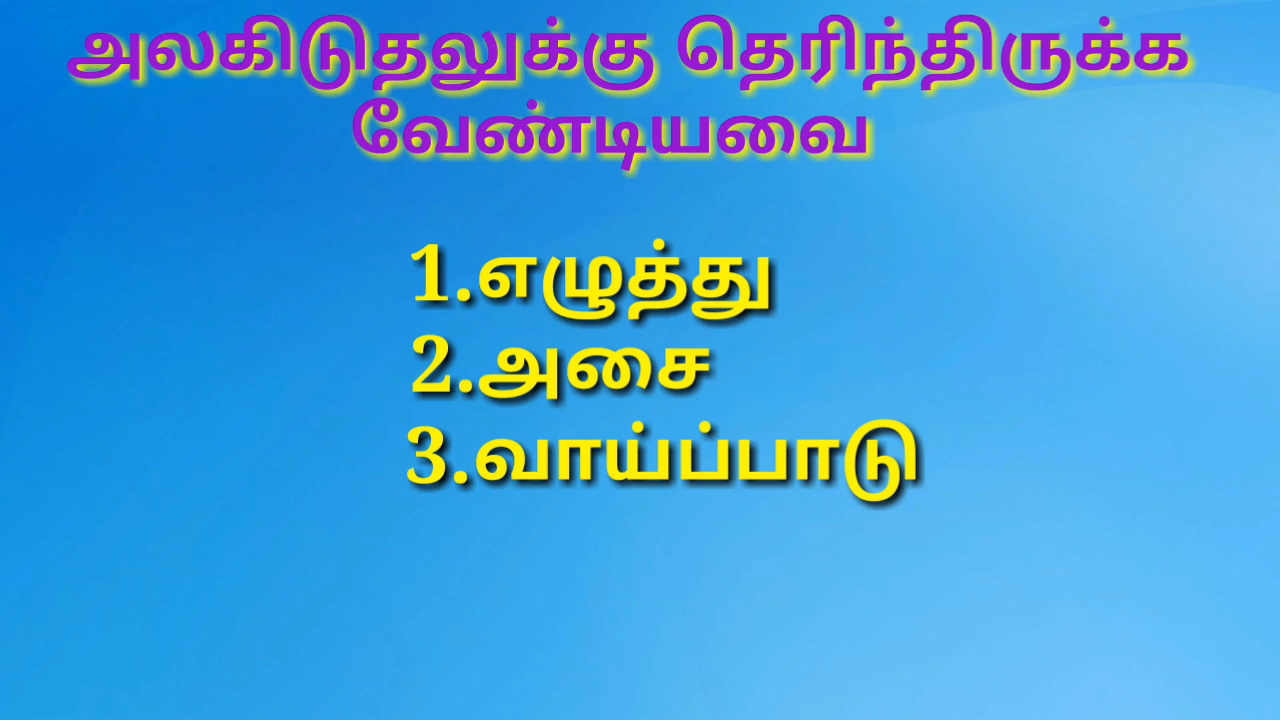 அலகிடுதலுக்கு தெரிந்திருக்க
வேண்டியவை
1.எழுத்து
2.அசை
3.வாய்ப்பாடு